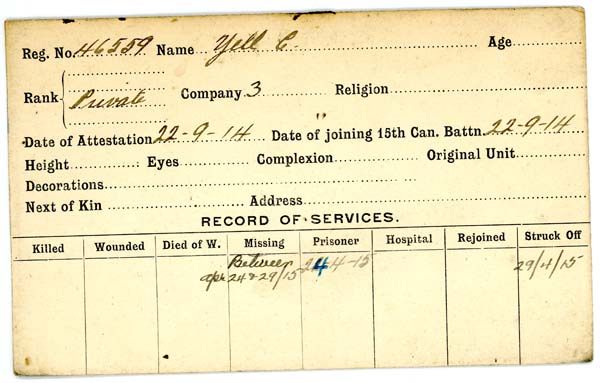 Reg. No. 46559 Name Yell C. Age
Rank Private Company 3 Religion
Date of Attestation 22-9-14 Date of joining 15th Can. Battn. 22-9-14
Height Eyes Complexion Original Unit
Decorations
Next of Kin Address
RECORD OF SERVICES.
Killed Wounded Died of W. Missing Prisoner Hospital Rejoined Struck Off
Between 24-4-15 29/4/15
apr 24 & 29/15